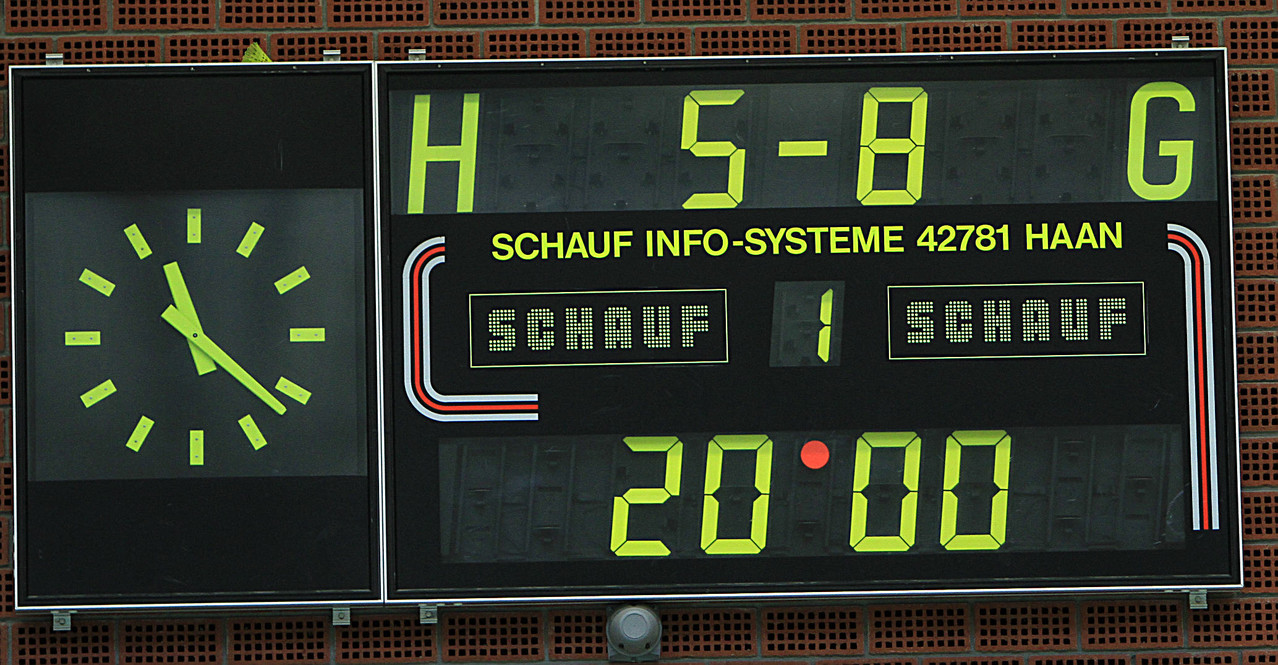 H 5-8 G
SCHAUF INFO-SYSTEME 42781 HAAN
SCHAUF 1 SCHAUF
20:00